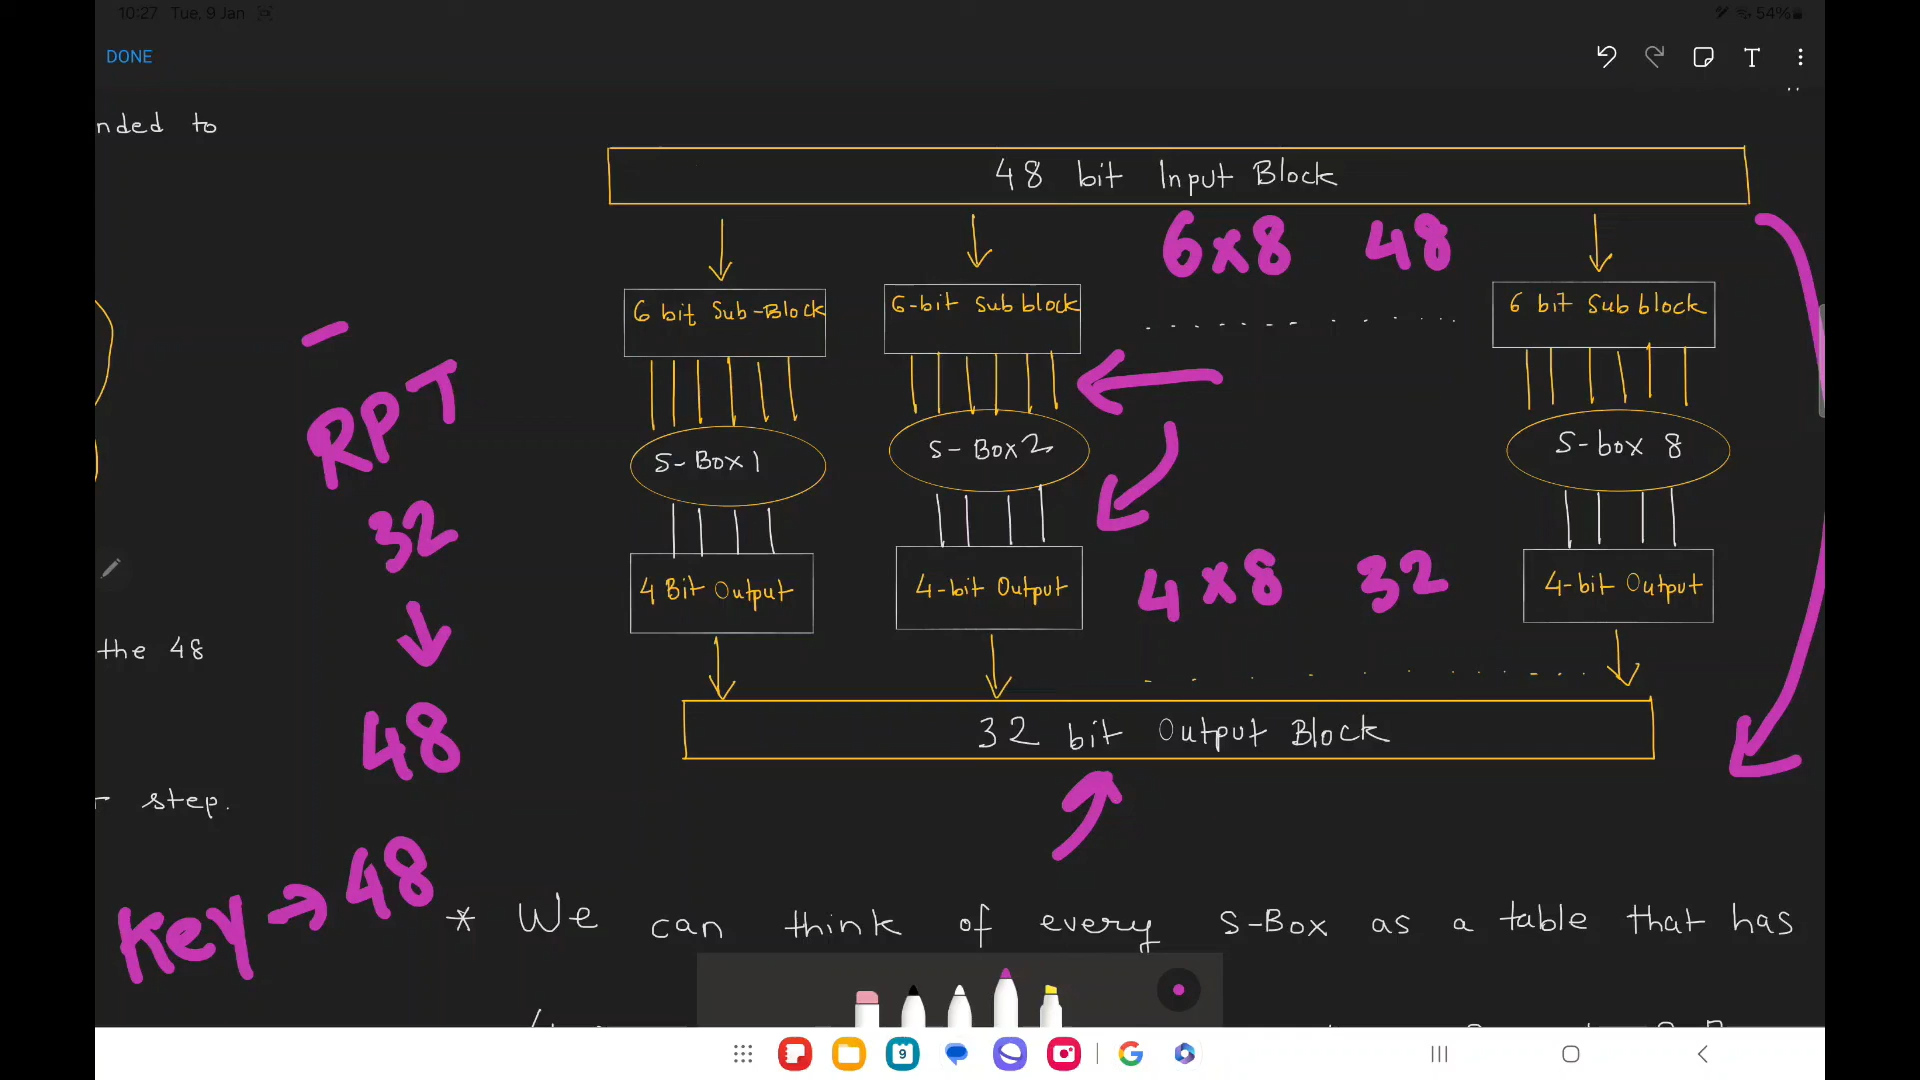 10:27 Tue, 9 Jan
54%
DONE
T
nded to
48 bit Input Block
6x8 48
6 bit Sub-Block
6-bit Sub block
6 bit Sub block
RPT
S-Box 1
S-Box 2
S-box 8
32
4 Bit Output
4-bit Output
4x8 32
4-bit Output
the 48
48
32 bit Output Block
step.
Key → 48
* We can think of every S-Box as a table that has
9